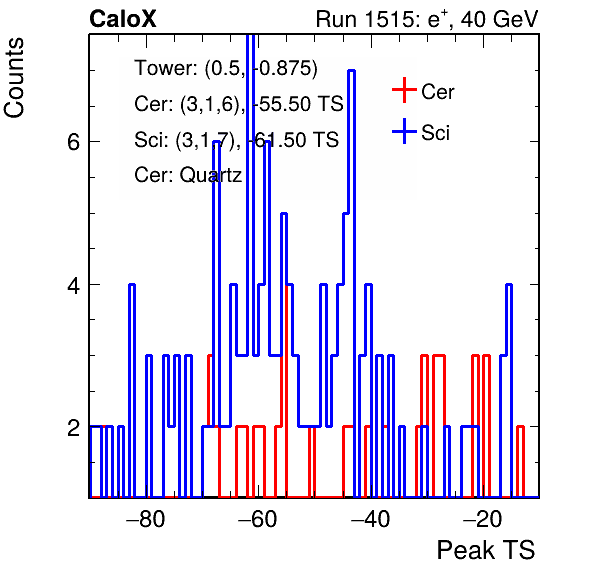 CaloX Run 1515: e+, 40 GeV
Counts
Tower: (0.5, -0.875)
Cer: (3,1,6), -55.50 TS
Sci: (3,1,7), -61.50 TS
Cer: Quartz
Cer
Sci
6
4
2
−80 −60 −40 −20
Peak TS